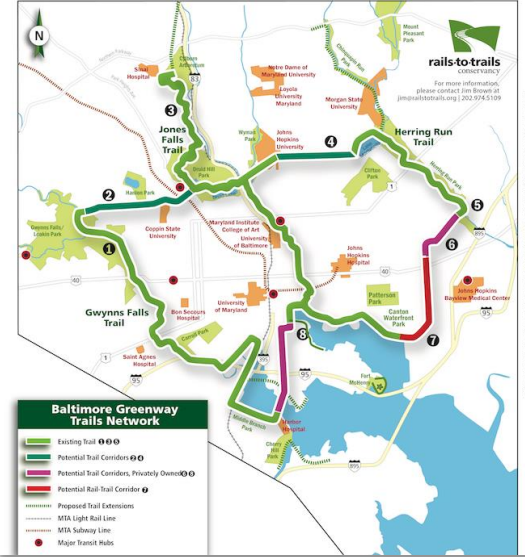 N
rails-to-trails
conservancy
For more information,
please contact Jim Brown at
jim@railstotrails.org | 202.974.5109
Mount
Pleasant
Park
Sinai
Hospital
Cylburn
Arboretum
83
Notre Dame of
Maryland University
Loyola
University
Maryland
Morgan State
University
3
Jones
Falls
Trail
Wyman
Park
Johns
Hopkins
University
4
Herring Run
Trail
Druid Hill
Park
Clifton
Herring Run Park
1
2
Hanlon Park
5
895
Gwynns Falls/
Leakin Park
Coppin State
University
Maryland Institute
College of Art
University
of Baltimore
6
1
Johns
Hopkins
Hospital
40
40
Johns Hopkins
Bayview Medical Center
University of
Maryland
Patterson
Park
Gwynns Falls
Trail
Bon Secours
Hospital
Canton
Waterfront
Park
7
8
Carroll Park
1
Saint Agnes
Hospital
95
395
95
Fort
McHenry
95
Middle Branch
Park
Harbor
Hospital
Cherry
Hill
Park
895
Baltimore Greenway
Trails Network
Existing Trail 1 3 5
Potential Trail Corridors 2 4
Potential Trail Corridors, Privately Owned 6 8
Potential Rail-Trail Corridor 7
Proposed Trail Extensions
MTA Light Rail Line
MTA Subway Line
Major Transit Hubs